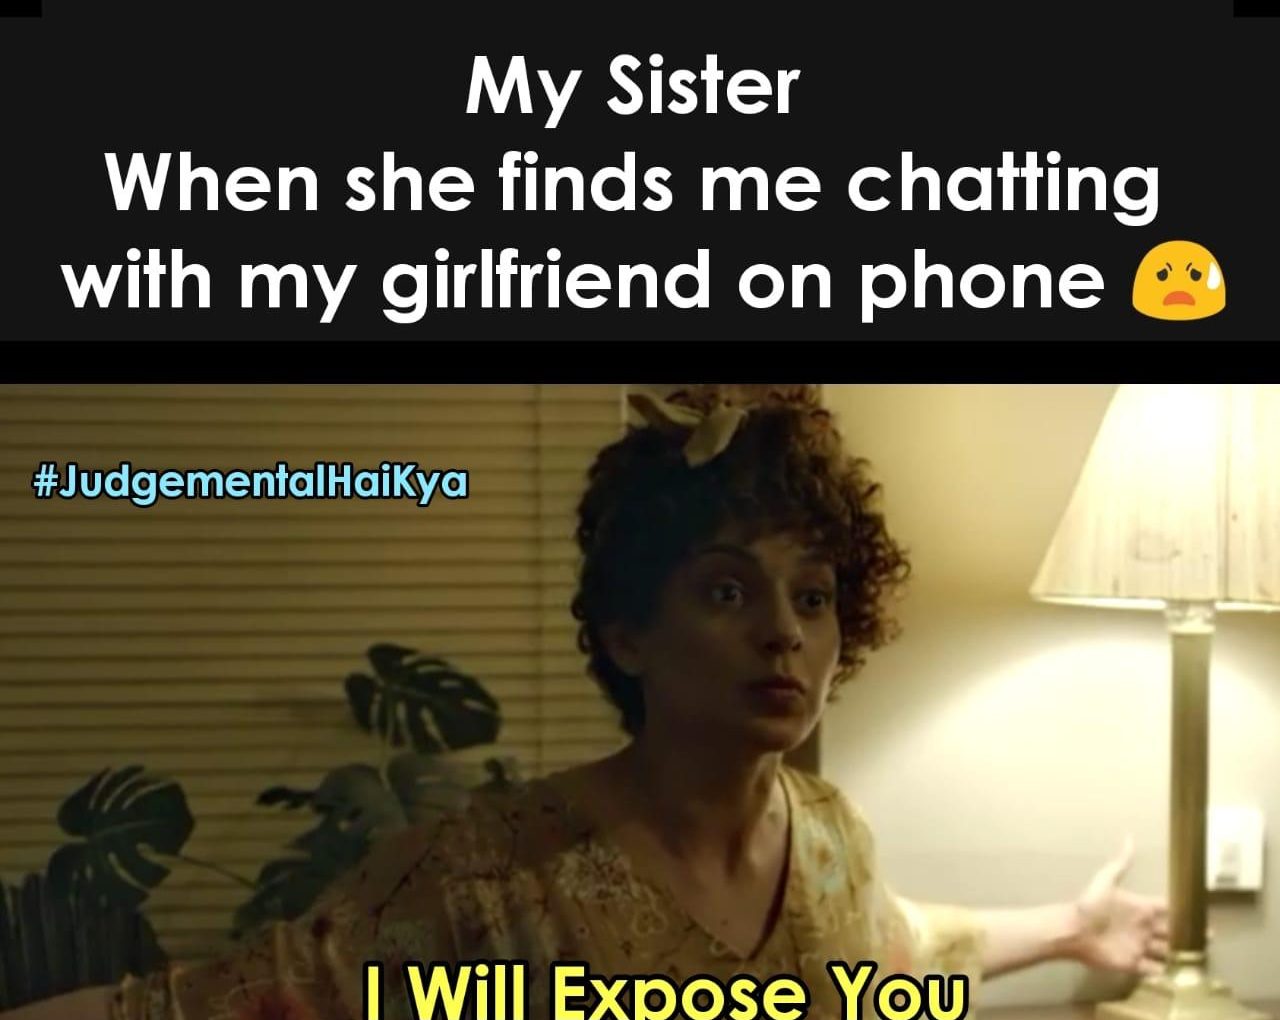 My Sister
When she finds me chatting
with my girlfriend on phone 😧
#JudgementalHaiKya
I Will Expose You